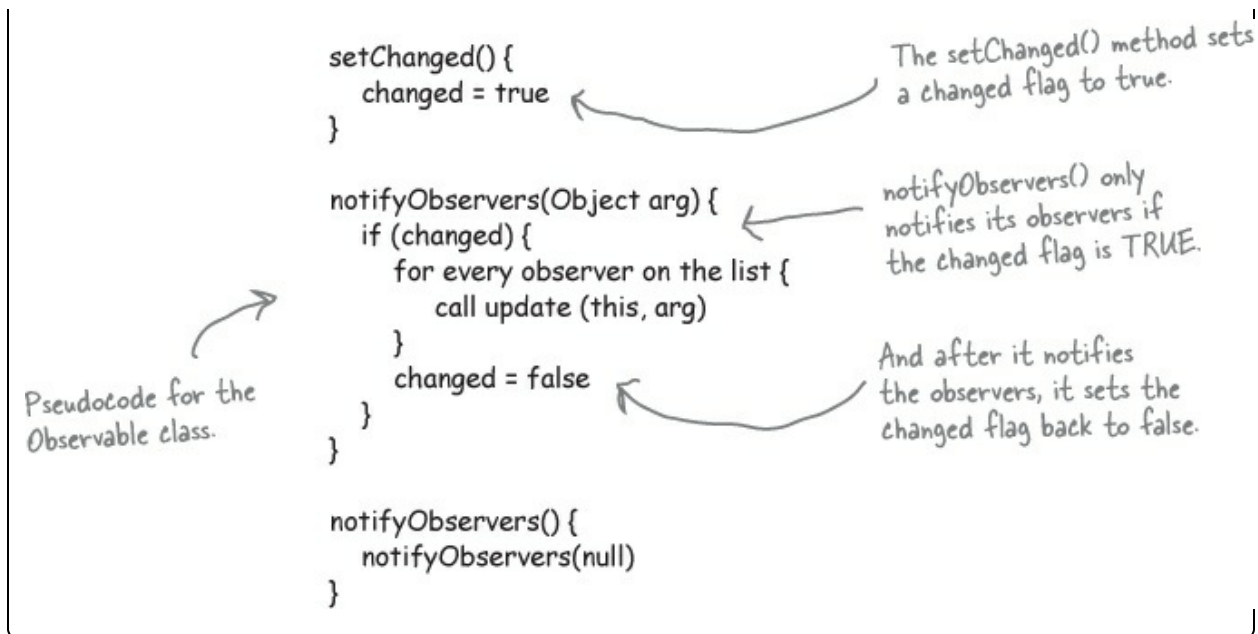 setChanged() {
changed = true
}
The setChanged() method sets
a changed flag to true.
notifyObservers(Object arg) {
if (changed) {
for every observer on the list {
call update (this, arg)
}
changed = false
}
}
notifyObservers() only
notifies its observers if
the changed flag is TRUE.
And after it notifies
the observers, it sets the
changed flag back to false.
Pseudocode for the
Observable class.
notifyObservers() {
notifyObservers(null)
}